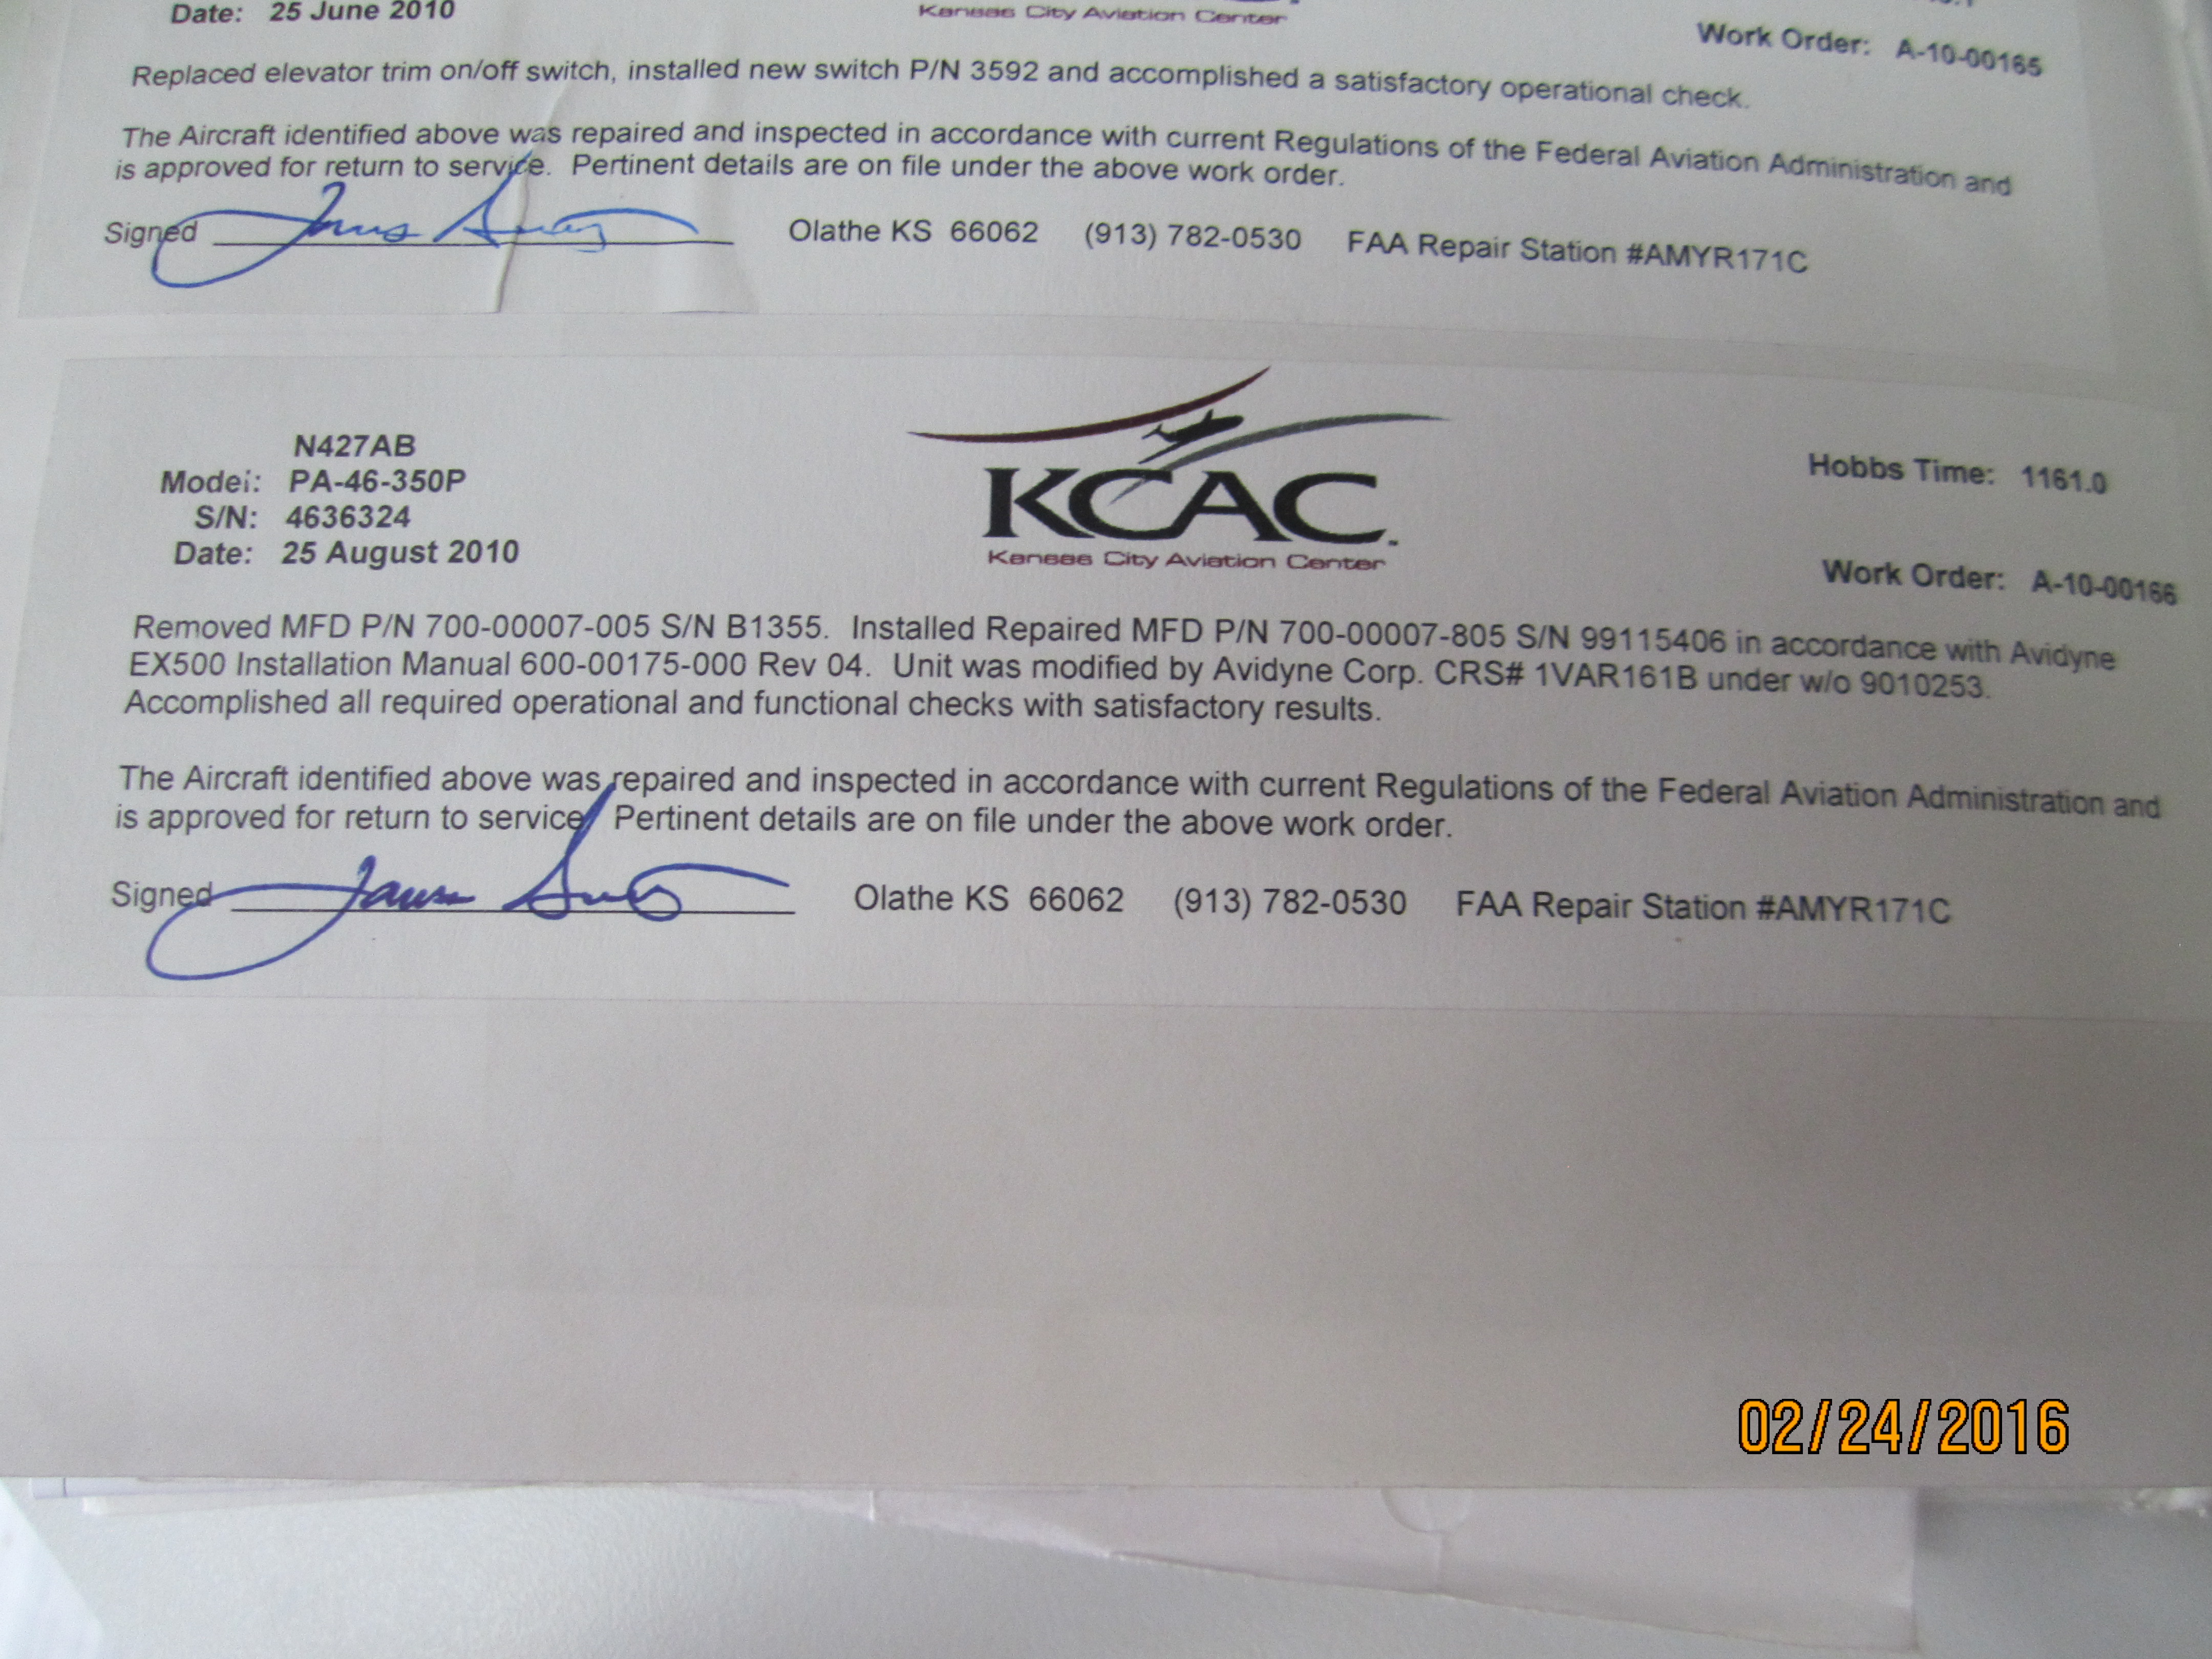 Date: 25 June 2010
Kansas City Aviation Center
Work Order: A-10-00165
Replaced elevator trim on/off switch, installed new switch P/N 3592 and accomplished a satisfactory operational check.
The Aircraft identified above was repaired and inspected in accordance with current Regulations of the Federal Aviation Administration and
is approved for return to service. Pertinent details are on file under the above work order.
Signed Olathe KS 66062 (913) 782-0530 FAA Repair Station #AMYR171C
N427AB
Model: PA-46-350P
S/N: 4636324
Date: 25 August 2010
KCAC
Kansas City Aviation Center
Hobbs Time: 1161.0
Work Order: A-10-00166
Removed MFD P/N 700-00007-005 S/N B1355. Installed Repaired MFD P/N 700-00007-805 S/N 99115406 in accordance with Avidyne
EX500 Installation Manual 600-00175-000 Rev 04. Unit was modified by Avidyne Corp. CRS# 1VAR161B under w/o 9010253.
Accomplished all required operational and functional checks with satisfactory results.
The Aircraft identified above was repaired and inspected in accordance with current Regulations of the Federal Aviation Administration and
is approved for return to service. Pertinent details are on file under the above work order.
Signed Olathe KS 66062 (913) 782-0530 FAA Repair Station #AMYR171C
02/24/2016